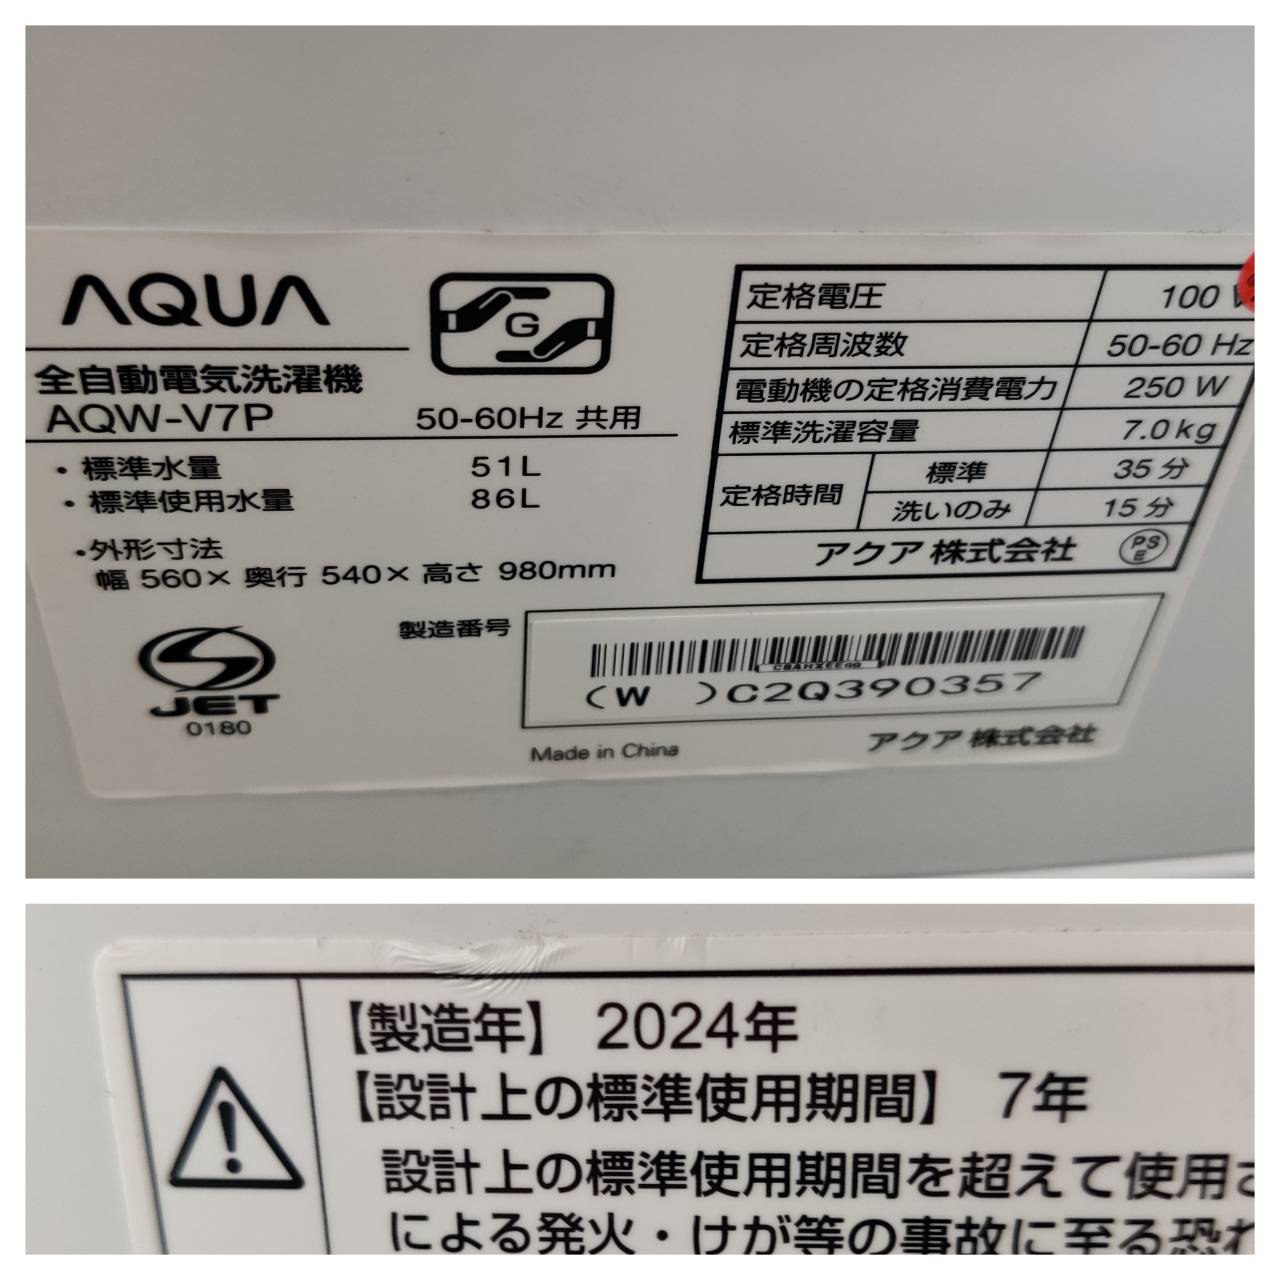 AQUA
G
全自動電気洗濯機
AQW-V7P 50-60Hz 共用
・標準水量 51L
・標準使用水量 86L
・外形寸法
幅 560× 奥行 540× 高さ 980mm
定格電圧 100
定格周波数 50-60 Hz
電動機の定格消費電力 250 W
標準洗濯容量 7.0kg
定格時間 標準 35分
洗いのみ 15分
アクア 株式会社 PSE
JET
0180
製造番号
(W )C2Q390357
Made in China アクア 株式会社
【製造年】 2024年
【設計上の標準使用期間】 7年
設計上の標準使用期間を超えて使用さ
による発火・けが等の事故に至る恐れ